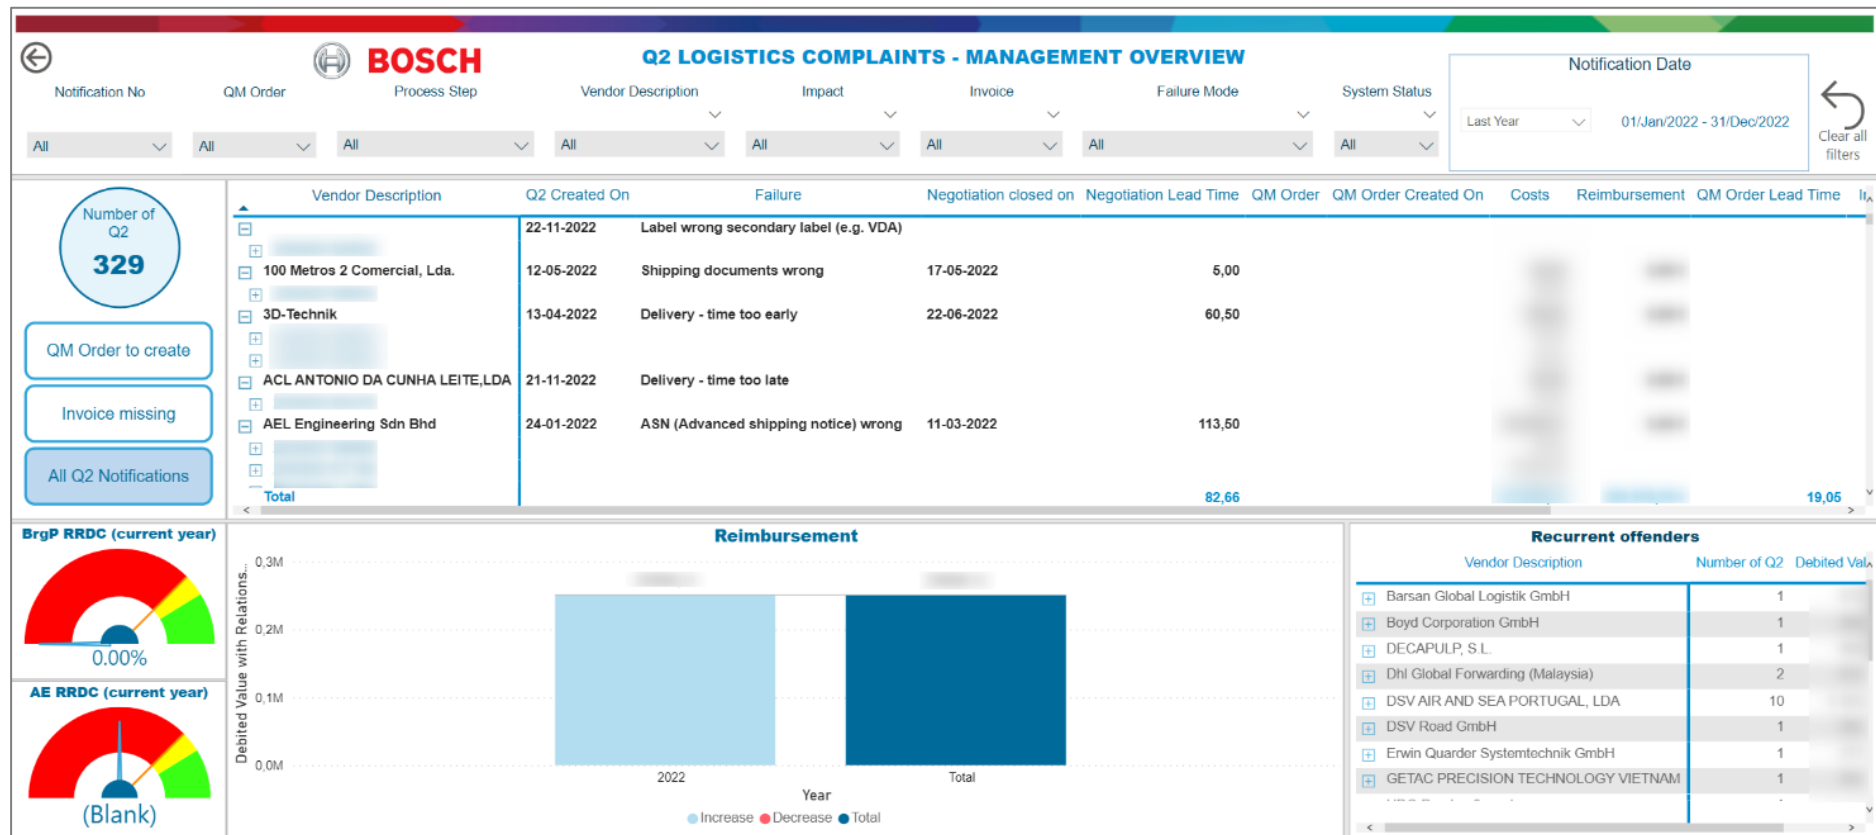 BOSCH
Q2 LOGISTICS COMPLAINTS - MANAGEMENT OVERVIEW
Notification Date
Notification No QM Order Process Step Vendor Description Impact Invoice Failure Mode System Status
Last Year 01/Jan/2022 - 31/Dec/2022
All All All All All All All All
Clear all
filters
Number of
Q2
329
QM Order to create
Invoice missing
All Q2 Notifications
Vendor Description Q2 Created On Failure Negotiation closed on Negotiation Lead Time QM Order QM Order Created On Costs Reimbursement QM Order Lead Time
22-11-2022 Label wrong secondary label (e.g. VDA)
100 Metros 2 Comercial, Lda. 12-05-2022 Shipping documents wrong 17-05-2022 5,00
3D-Technik 13-04-2022 Delivery - time too early 22-06-2022 60,50
ACL ANTONIO DA CUNHA LEITE,LDA 21-11-2022 Delivery - time too late
AEL Engineering Sdn Bhd 24-01-2022 ASN (Advanced shipping notice) wrong 11-03-2022 113,50
Total 82,66 19,05
BrgP RRDC (current year)
0.00%
AE RRDC (current year)
(Blank)
Reimbursement
Debited Value with Relations...
0,3M
0,2M
0,1M
0,0M
2022 Total
Year
Increase Decrease Total
Recurrent offenders
Vendor Description Number of Q2 Debited Val
Barsan Global Logistik GmbH 1
Boyd Corporation GmbH 1
DECAPULP, S.L. 1
Dhl Global Forwarding (Malaysia) 2
DSV AIR AND SEA PORTUGAL, LDA 10
DSV Road GmbH 1
Erwin Quarder Systemtechnik GmbH 1
GETAC PRECISION TECHNOLOGY VIETNAM 1